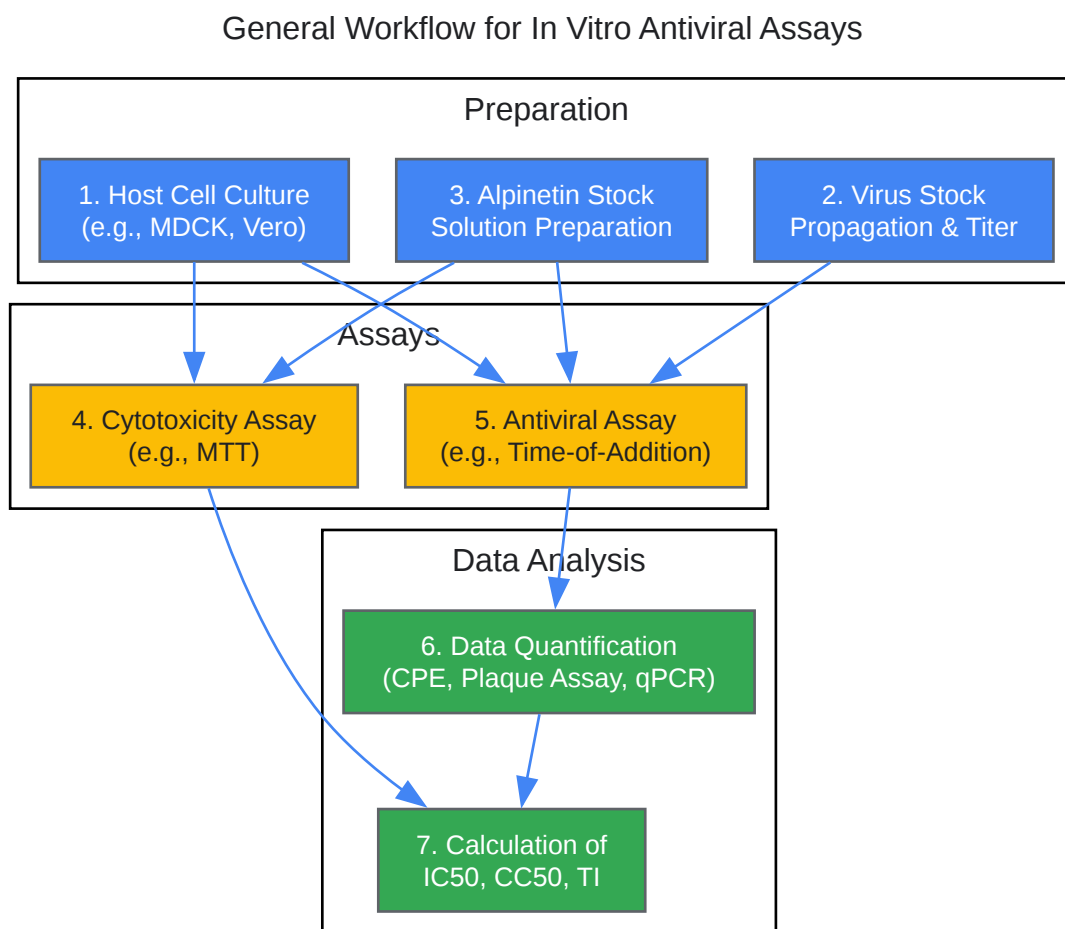 General Workflow for In Vitro Antiviral Assays
Preparation
1. Host Cell Culture
(e.g., MDCK, Vero)
3. Alpinetin Stock
Solution Preparation
2. Virus Stock
Propagation & Titer
Assays
4. Cytotoxicity Assay
(e.g., MTT)
5. Antiviral Assay
(e.g., Time-of-Addition)
Data Analysis
6. Data Quantification
(CPE, Plaque Assay, qPCR)
7. Calculation of
IC50, CC50, TI